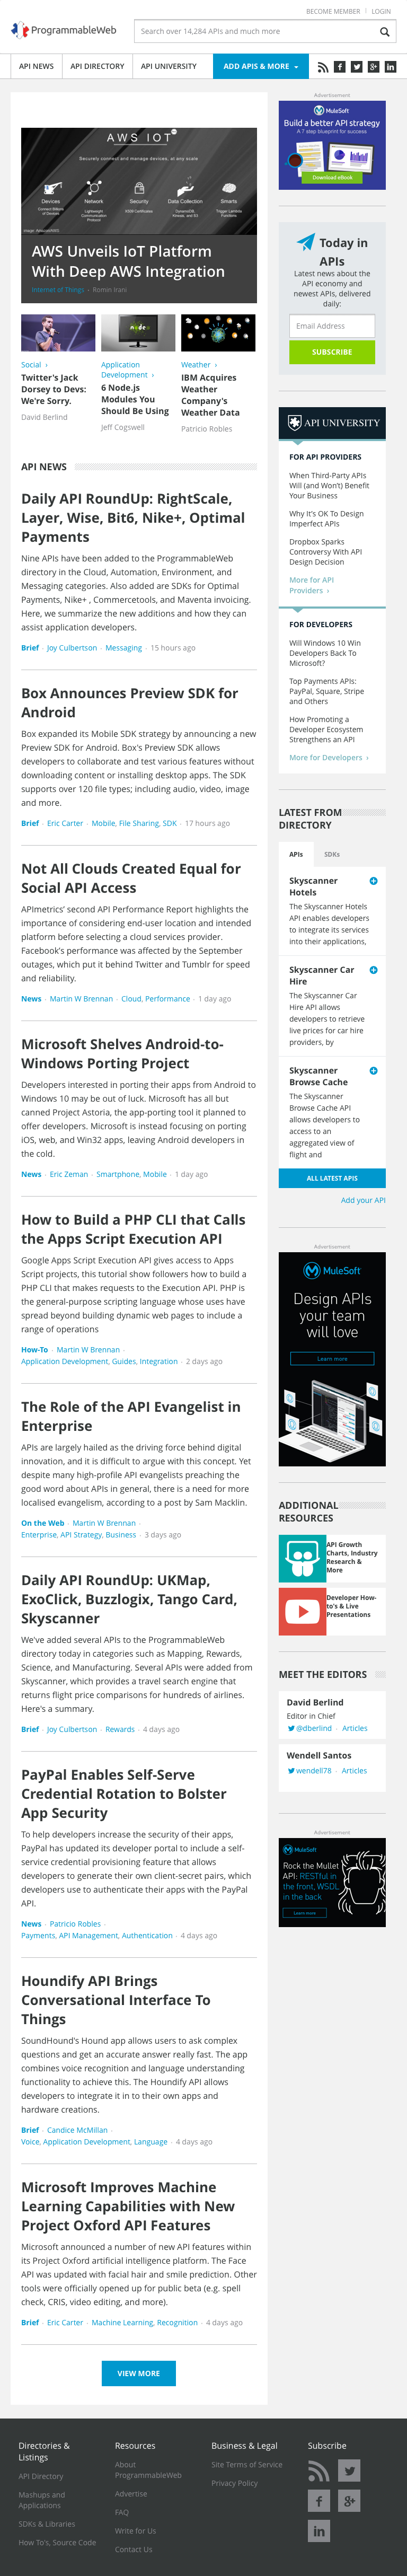 BECOME MEMBER | LOGIN
ProgrammableWeb
Search over 14,284 APIs and much more
API NEWS
API DIRECTORY
API UNIVERSITY
ADD APIS & MORE
AWS IOT
Securely connect and manage devices, at any scale
Devices
Network
Security
Data Collection
Smarts
AWS Unveils IoT Platform
With Deep AWS Integration
Internet of Things - Romin Irani
Social ›
Twitter's Jack
Dorsey to Devs:
We're Sorry.
David Berlind
Application
Development ›
6 Node.js
Modules You
Should Be Using
Jeff Cogswell
Weather ›
IBM Acquires
Weather
Company's
Weather Data
Patricio Robles
API NEWS
Daily API RoundUp: RightScale,
Layer, Wise, Bit6, Nike+, Optimal
Payments
Nine APIs have been added to the ProgrammableWeb
directory in the Cloud, Automation, Environment, and
Messaging categories. Also added are SDKs for Optimal
Payments, Nike+ , Commercetools, and Maventa invoicing.
Here, we summarize the new additions and how they can
assist application developers.
Brief - Joy Culbertson - Messaging - 15 hours ago
Box Announces Preview SDK for
Android
Box expanded its Mobile SDK strategy by announcing a new
Preview SDK for Android. Box's Preview SDK allows
developers to collaborate and test various features without
downloading content or installing desktop apps. The SDK
supports over 120 file types, including audio, video, image
and more.
Brief - Eric Carter - Mobile, File Sharing, SDK - 17 hours ago
Not All Clouds Created Equal for
Social API Access
APImetrics' second API Performance Report highlights the
importance of considering end-user location and intended
platform before selecting a cloud services provider.
Facebook's performance was affected by the September
outages, which put it behind Twitter and Tumblr for speed
and reliability.
News - Martin W Brennan - Cloud, Performance - 1 day ago
Microsoft Shelves Android-to-
Windows Porting Project
Developers interested in porting their apps from Android to
Windows 10 may be out of luck. Microsoft has all but
canned Project Astoria, the app-porting tool it planned to
offer developers. Microsoft is instead focusing on porting
iOS, web, and Win32 apps, leaving Android developers in
the cold.
News - Eric Zeman - Smartphone, Mobile - 1 day ago
How to Build a PHP CLI that Calls
the Apps Script Execution API
Google Apps Script Execution API gives access to Apps
Script projects, this tutorial show followers how to build a
PHP CLI that makes requests to the Execution API. PHP is
the general-purpose scripting language whose uses have
spread beyond building dynamic web pages to include a
range of operations
How-To - Martin W Brennan -
Application Development, Guides, Integration - 2 days ago
The Role of the API Evangelist in
Enterprise
APIs are largely hailed as the driving force behind digital
innovation, and it is difficult to argue with this concept. Yet
despite the many high-profile API evangelists preaching the
good word about APIs in general, there is a need for more
localised evangelism, according to a post by Sam Macklin.
On the Web - Martin W Brennan -
Enterprise, API Strategy, Business - 3 days ago
Daily API RoundUp: UKMap,
ExoClick, Buzzlogix, Tango Card,
Skyscanner
We've added several APIs to the ProgrammableWeb
directory today in categories such as Mapping, Rewards,
Science, and Manufacturing. Several APIs were added from
Skyscanner, which provides a travel search engine that
returns flight price comparisons for hundreds of airlines.
Here's a summary.
Brief - Joy Culbertson - Rewards - 4 days ago
PayPal Enables Self-Serve
Credential Rotation to Bolster
App Security
To help developers increase the security of their apps,
PayPal has updated its developer portal to include a self-
service credential provisioning feature that allows
developers to generate their own client-secret pairs, which
developers use to authenticate their apps with the PayPal
API.
News - Patricio Robles -
Payments, API Management, Authentication - 4 days ago
Houndify API Brings
Conversational Interface To
Things
SoundHound's Hound app allows users to ask complex
questions and get an accurate answer really fast. The app
combines voice recognition and language understanding
functionality to achieve this. The Houndify API allows
developers to integrate it in to their own apps and
hardware creations.
Brief - Candice McMillan -
Voice, Application Development, Language - 4 days ago
Microsoft Improves Machine
Learning Capabilities with New
Project Oxford API Features
Microsoft announced a number of new API features within
its Project Oxford artificial intelligence platform. The Face
API was updated with facial hair and smile prediction. Other
tools were officially opened up for public beta (e.g. spell
check, CRIS, video editing, and more).
Brief - Eric Carter - Machine Learning, Recognition - 4 days ago
VIEW MORE
Advertisement
MuleSoft
Build a better API strategy
A 7 step blueprint for success
Download eBook
Today in
APIs
Latest news about the
API economy and
newest APIs, delivered
daily:
Email Address
SUBSCRIBE
API UNIVERSITY
FOR API PROVIDERS
When Third-Party APIs
Will (and Won't) Benefit
Your Business
Why It's OK To Design
Imperfect APIs
Dropbox Sparks
Controversy With API
Design Decision
More for API
Providers ›
FOR DEVELOPERS
Will Windows 10 Win
Developers Back To
Microsoft?
Top Payments APIs:
PayPal, Square, Stripe
and Others
How Promoting a
Developer Ecosystem
Strengthens an API
More for Developers ›
LATEST FROM
DIRECTORY
APIs
SDKs
Skyscanner
Hotels
The Skyscanner Hotels
API enables developers
to integrate its services
into their applications,
Skyscanner Car
Hire
The Skyscanner Car
Hire API allows
developers to retrieve
live prices for car hire
providers, by
Skyscanner
Browse Cache
The Skyscanner
Browse Cache API
allows developers to
access to an
aggregated view of
flight and
ALL LATEST APIS
Add your API
Advertisement
MuleSoft
Design APIs
your team
will love
Learn more
ADDITIONAL
RESOURCES
API Growth
Charts, Industry
Research &
More
Developer How-
to's & Live
Presentations
MEET THE EDITORS
David Berlind
Editor in Chief
@dberlind - Articles
Wendell Santos
wendell78 - Articles
Advertisement
MuleSoft
Rock the Mullet
API: RESTful in
the front, WSDL
in the back
Learn more
Directories &
Listings
API Directory
Mashups and
Applications
SDKs & Libraries
How To's, Source Code
Resources
About
ProgrammableWeb
Advertise
FAQ
Write for Us
Contact Us
Business & Legal
Site Terms of Service
Privacy Policy
Subscribe